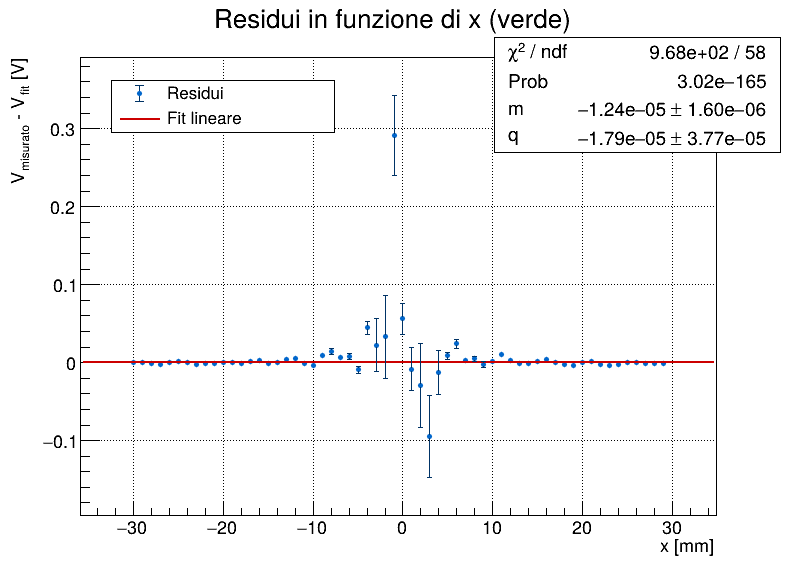 Residui in funzione di x (verde)
χ² / ndf 9.68e+02 / 58
Prob 3.02e−165
m −1.24e−05 ± 1.60e−06
q −1.79e−05 ± 3.77e−05
Residui
Fit lineare
V_misurato - V_fit [V]
0.3
0.2
0.1
0
−0.1
−30 −20 −10 0 10 20 30
x [mm]